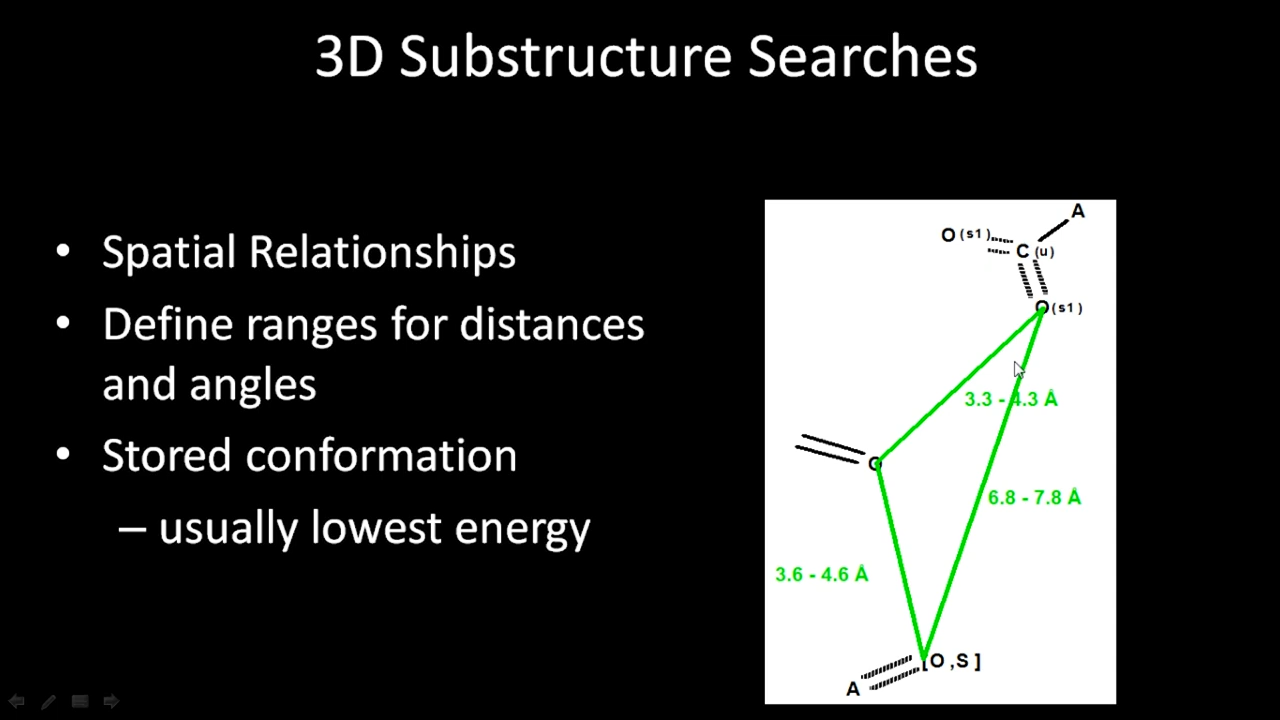 3D Substructure Searches
• Spatial Relationships
• Define ranges for distances
and angles
• Stored conformation
– usually lowest energy
A
O (s1)
C (u)
O (s1)
3.3 - 4.3 Å
O
6.8 - 7.8 Å
3.6 - 4.6 Å
[O ,S ]
A